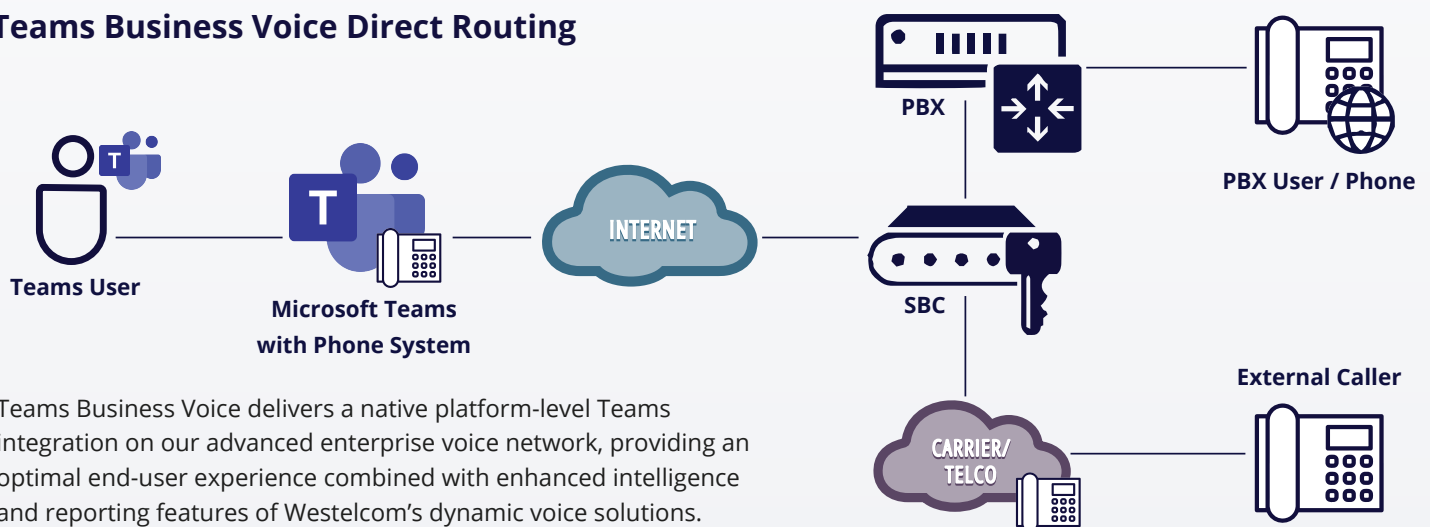 Teams Business Voice Direct Routing
PBX
PBX User / Phone
T
T
INTERNET
Teams User
SBC
Microsoft Teams
with Phone System
External Caller
CARRIER/
TELCO
Teams Business Voice delivers a native platform-level Teams
integration on our advanced enterprise voice network, providing an
optimal end-user experience combined with enhanced intelligence
and reporting features of Westelcom’s dynamic voice solutions.